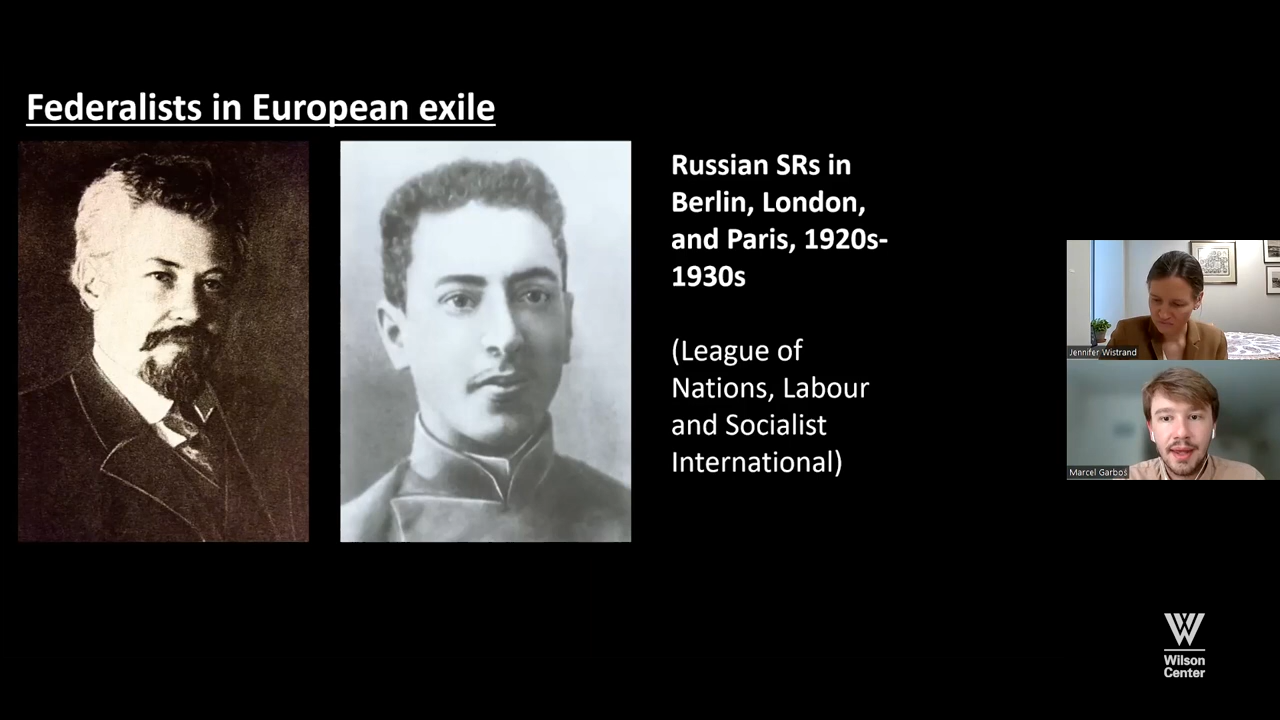 Federalists in European exile
Russian SRs in
Berlin, London,
and Paris, 1920s-
1930s
(League of
Nations, Labour
and Socialist
International)
Jennifer Wistrand
Marcel Garboś
Wilson
Center